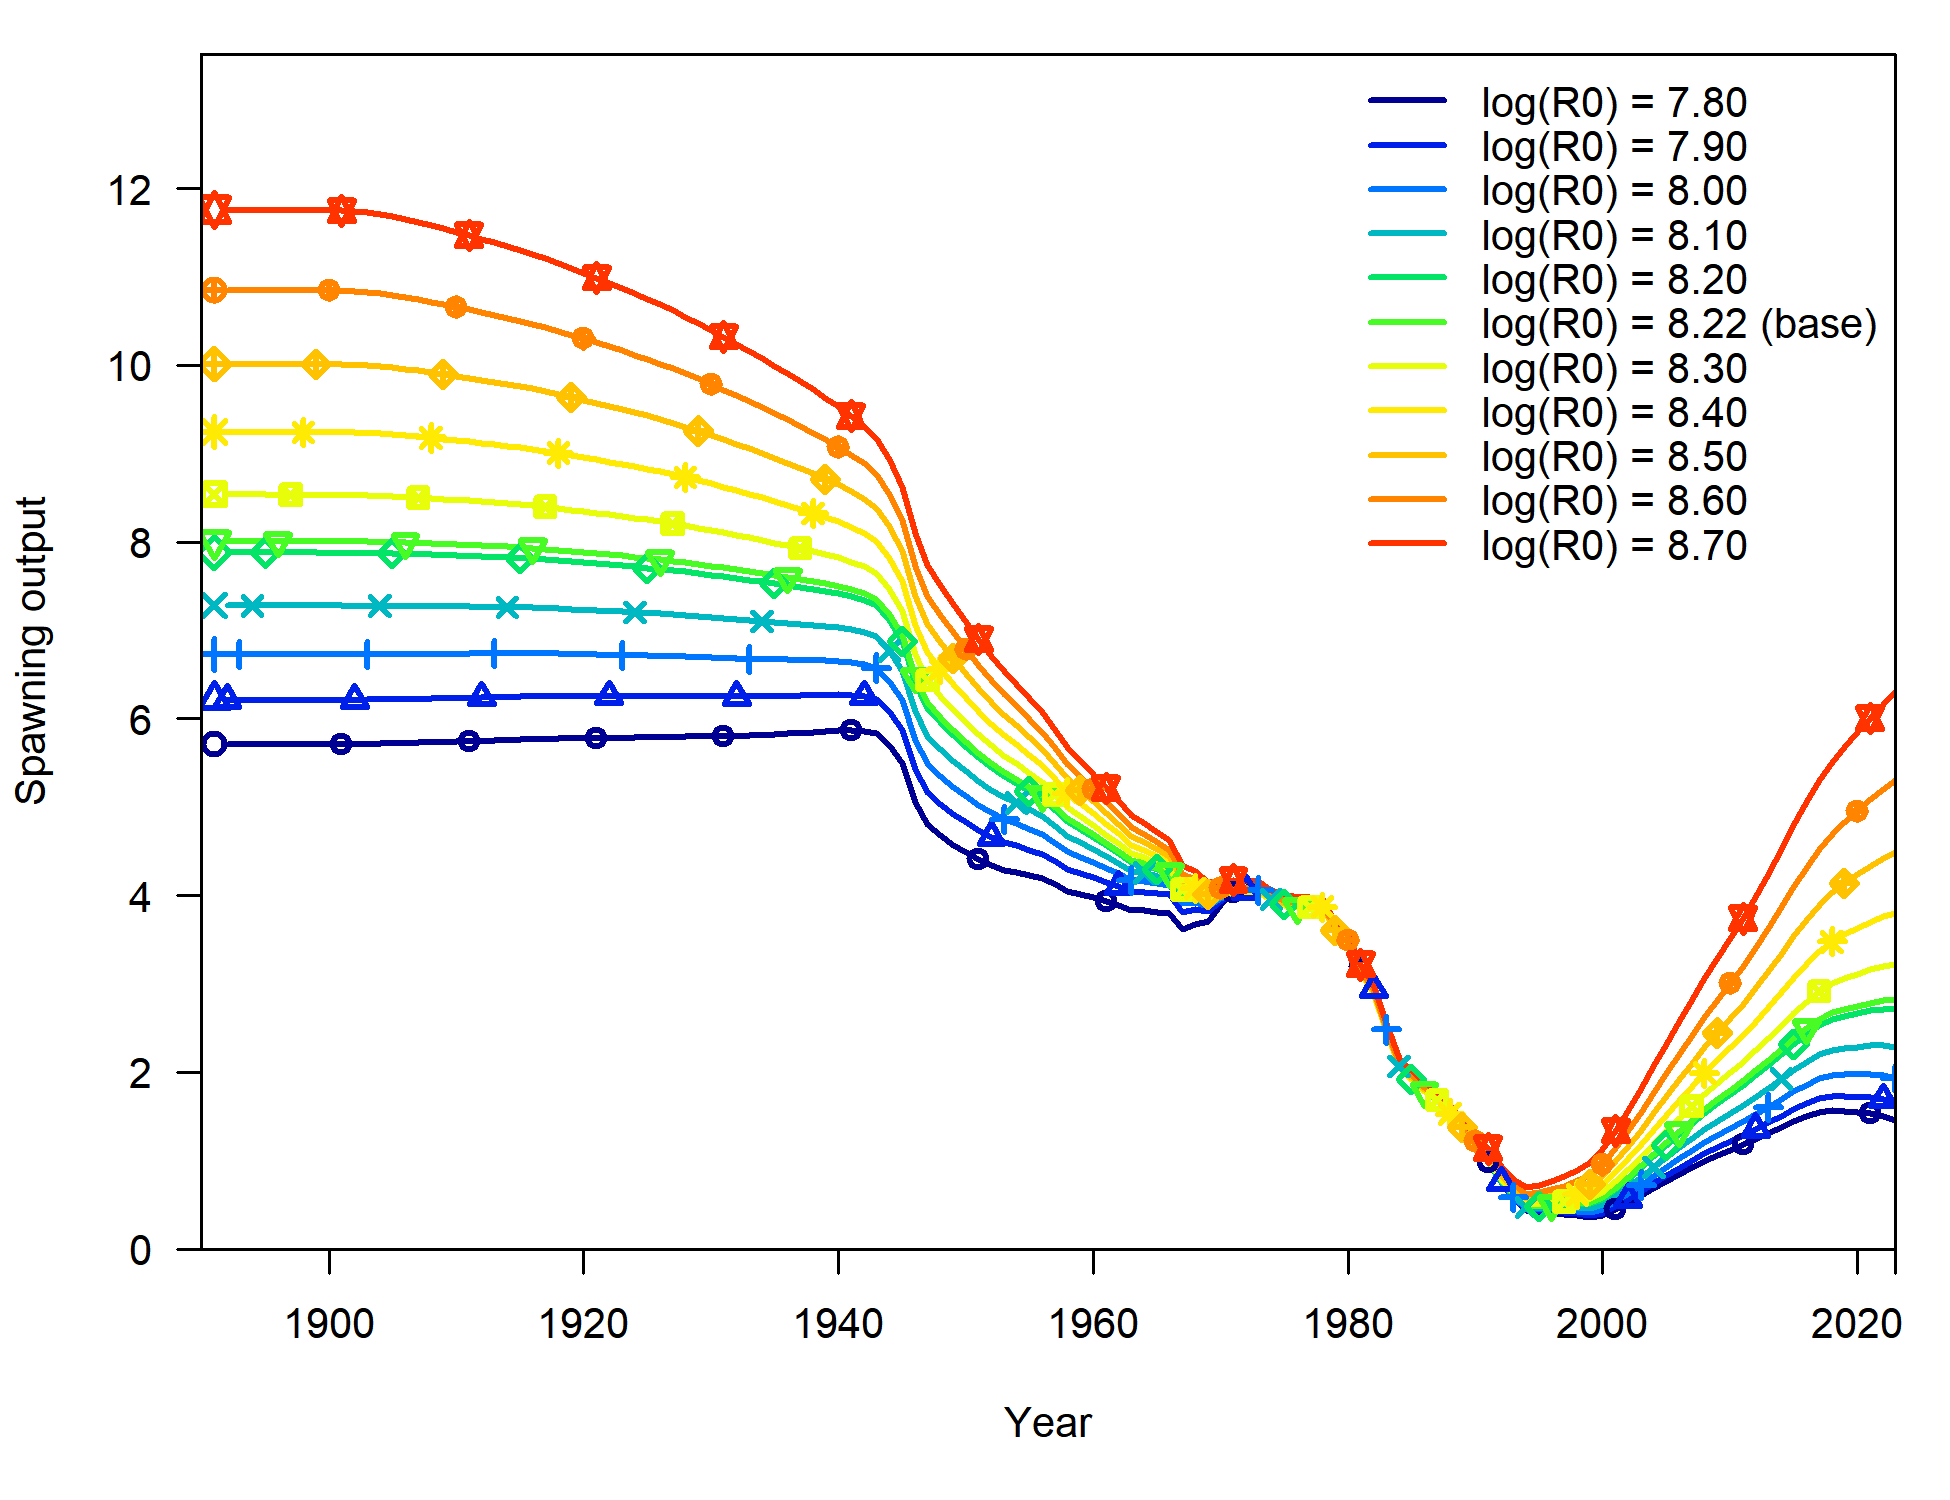 log(R0) = 7.80
log(R0) = 7.90
log(R0) = 8.00
log(R0) = 8.10
log(R0) = 8.20
log(R0) = 8.22 (base)
log(R0) = 8.30
log(R0) = 8.40
log(R0) = 8.50
log(R0) = 8.60
log(R0) = 8.70
Spawning output
12
10
8
6
4
2
0
1900 1920 1940 1960 1980 2000 2020
Year